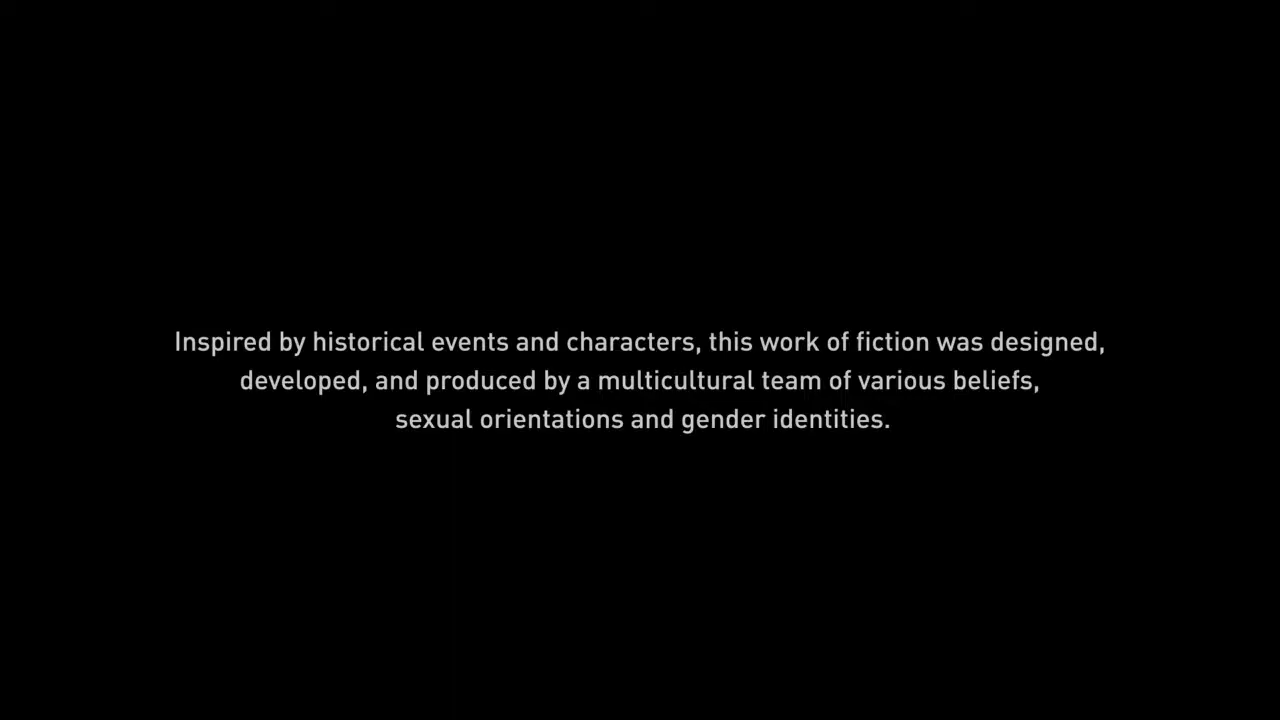 Inspired by historical events and characters, this work of fiction was designed,
developed, and produced by a multicultural team of various beliefs,
sexual orientations and gender identities.